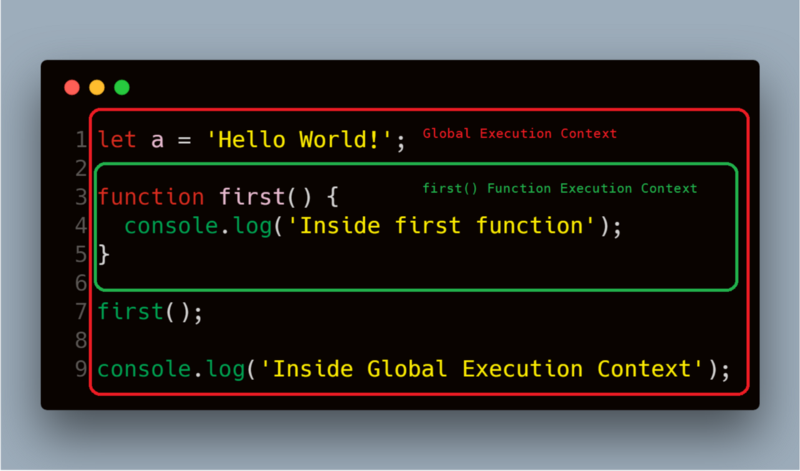 1 let a = 'Hello World!'; Global Execution Context
2
3 function first() { first() Function Execution Context
4   console.log('Inside first function');
5 }
6
7 first();
8
9 console.log('Inside Global Execution Context');